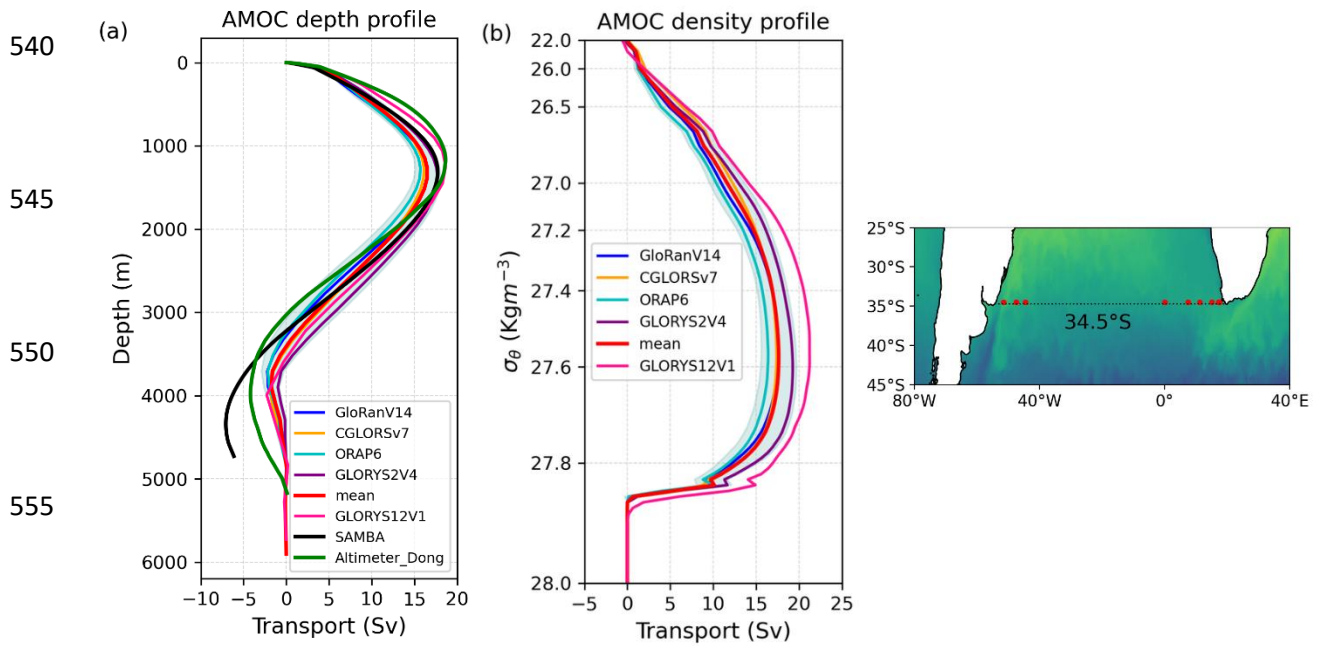 540
545
550
555
(a)
AMOC depth profile
0
1000
2000
3000
4000
5000
6000
Depth (m)
GloRanV14
CGLORSv7
ORAP6
GLORYS2V4
mean
GLORYS12V1
SAMBA
Altimeter_Dong
−10 −5 0 5 10 15 20
Transport (Sv)
(b)
AMOC density profile
22.0
26.0
26.5
27.0
27.2
27.4
27.6
27.8
28.0
σθ (Kgm⁻³)
GloRanV14
CGLORSv7
ORAP6
GLORYS2V4
mean
GLORYS12V1
−5 0 5 10 15 20 25
Transport (Sv)
25°S
30°S
35°S
40°S
45°S
34.5°S
80°W 40°W 0° 40°E